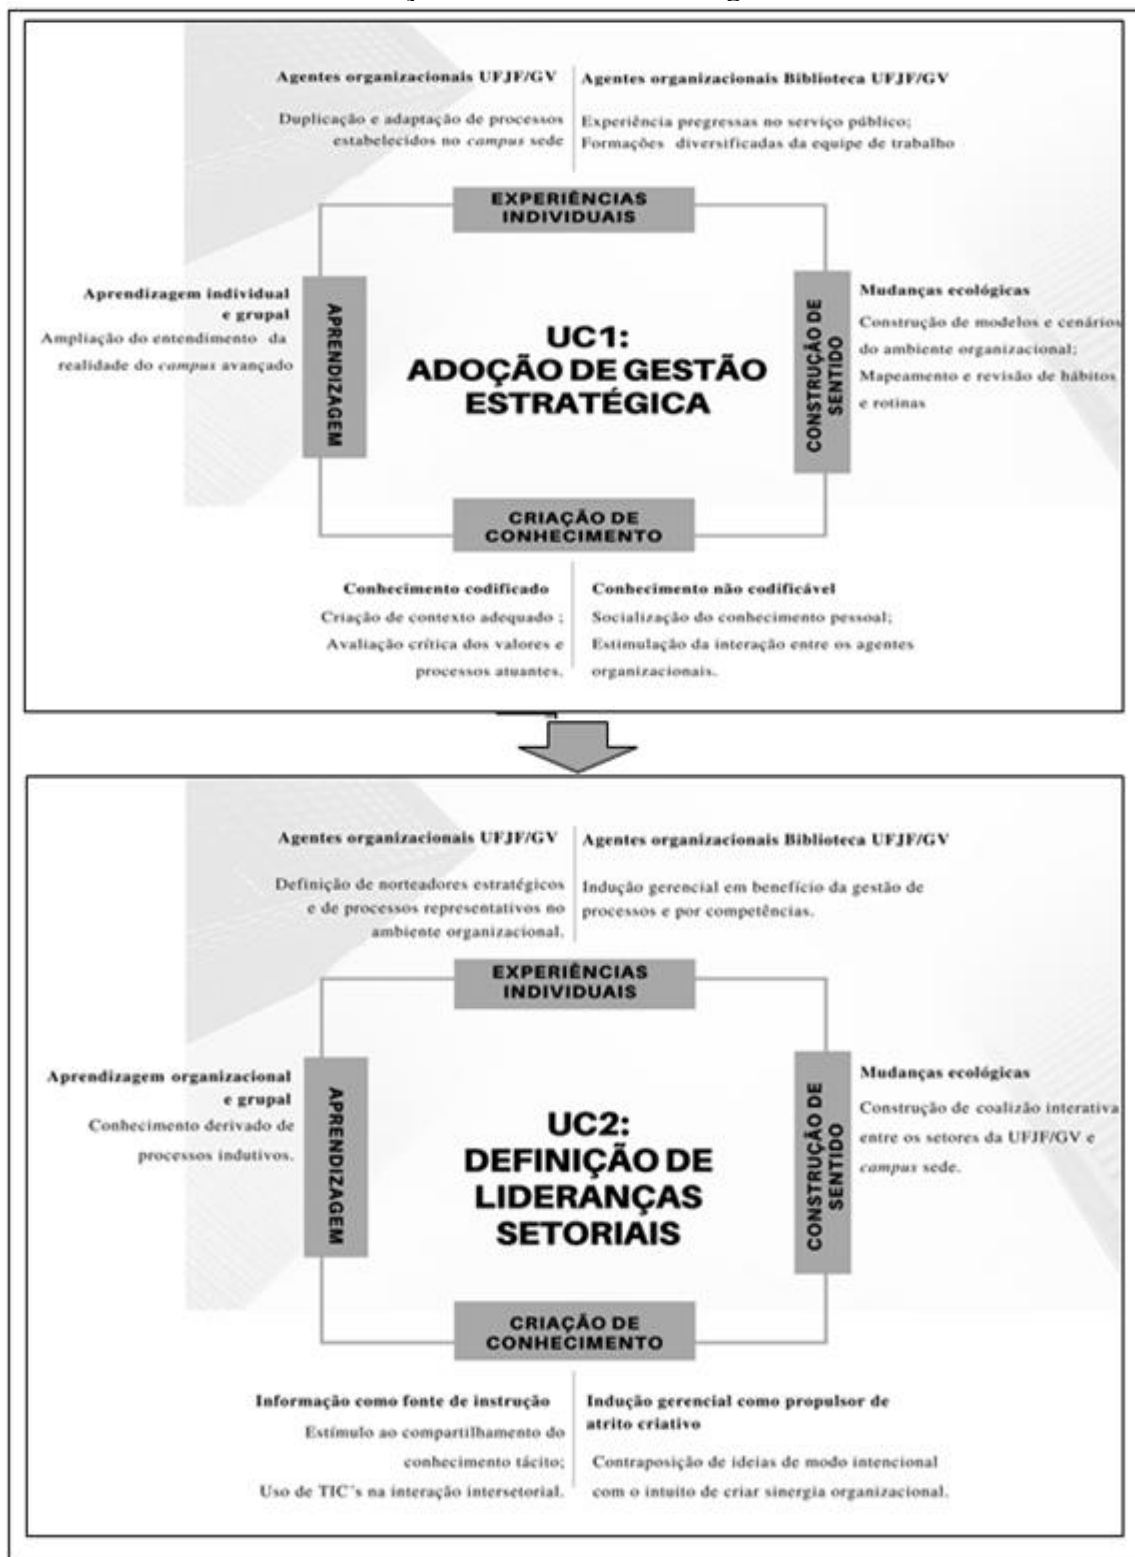 Agentes organizacionais UFJF/GV
Duplicação e adaptação de processos
estabelecidos no campus sede
Agentes organizacionais Biblioteca UFJF/GV
Experiência pregressas no serviço público;
Formações diversificadas da equipe de trabalho
EXPERIÊNCIAS
INDIVIDUAIS
Aprendizagem individual
e grupal
Ampliação do entendimento da
realidade do campus avançado
APRENDIZAGEM
UC1:
ADOÇÃO DE GESTÃO
ESTRATÉGICA
CONSTRUÇÃO DE
SENTIDO
Mudanças ecológicas
Construção de modelos e cenários
do ambiente organizacional;
Mapeamento e revisão de hábitos
e rotinas
CRIAÇÃO DE
CONHECIMENTO
Conhecimento codificado
Criação de contexto adequado ;
Avaliação crítica dos valores e
processos atuantes.
Conhecimento não codificável
Socialização do conhecimento pessoal;
Estimulação da interação entre os agentes
organizacionais.
Agentes organizacionais UFJF/GV
Definição de norteadores estratégicos
e de processos representativos no
ambiente organizacional.
Agentes organizacionais Biblioteca UFJF/GV
Indução gerencial em benefício da gestão de
processos e por competências.
EXPERIÊNCIAS
INDIVIDUAIS
Aprendizagem organizacional
e grupal
Conhecimento derivado de
processos indutivos.
APRENDIZAGEM
UC2:
DEFINIÇÃO DE
LIDERANÇAS
SETORIAIS
CONSTRUÇÃO DE
SENTIDO
Mudanças ecológicas
Construção de coalizão interativa
entre os setores da UFJF/GV e
campus sede.
CRIAÇÃO DE
CONHECIMENTO
Informação como fonte de instrução
Estímulo ao compartilhamento do
conhecimento tácito;
Uso de TIC's na interação intersetorial.
Indução gerencial como propulsor de
atrito criativo
Contraposição de ideias de modo intencional
com o intuito de criar sinergia organizacional.